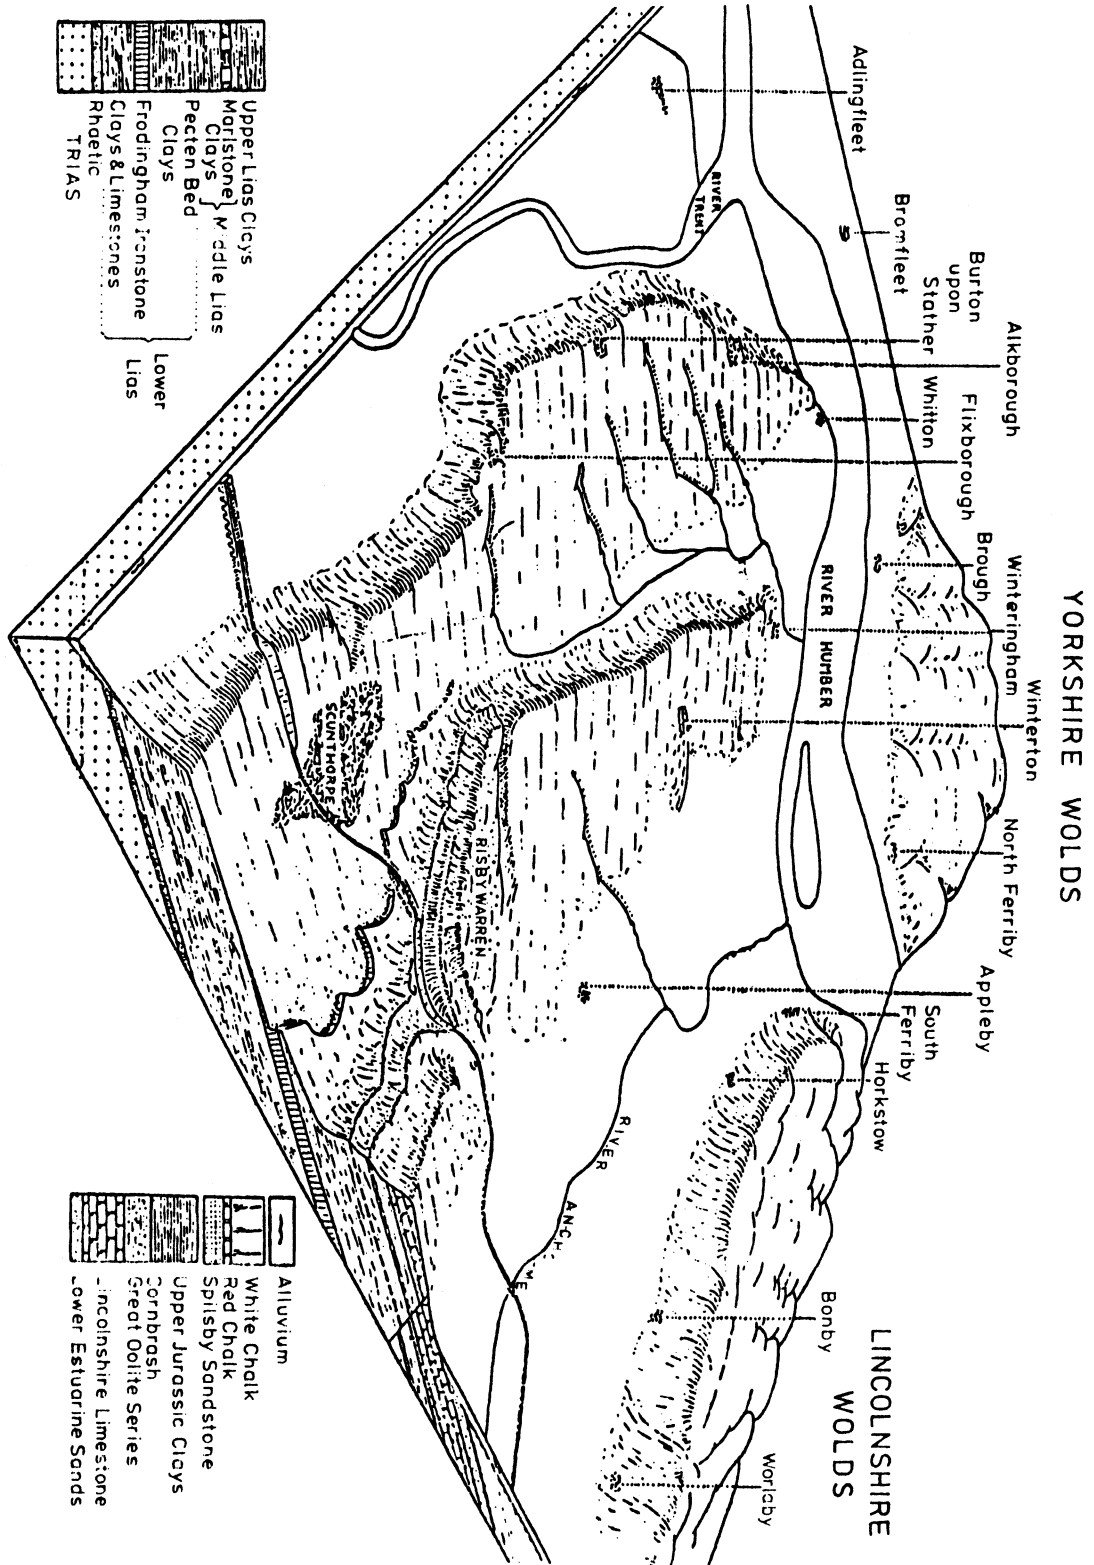 YORKSHIRE WOLDS
LINCOLNSHIRE
WOLDS
Adlingfleet
Bromfleet
Burton
upon
Stather
Alkborough
Whitton
Flixborough
Brough
Winteringham
Winterton
North Ferriby
Appleby
South
Ferriby
Horkstow
Bonby
Worlaby
RIVER
TRENT
RIVER HUMBER
RIVER
SCUNTHORPE
RISBY WARREN
Upper Lias Clays
Marlstone
Clays
Middle Lias
Pecten Bed
Clays
Frodingham Ironstone
Clays & Limestones
Rhaetic
TRIAS
Lower
Lias
Alluvium
White Chalk
Red Chalk
Spilsby Sandstone
Upper Jurassic Clays
Cornbrash
Great Oolite Series
Lincolnshire Limestone
Lower Estuarine Sands